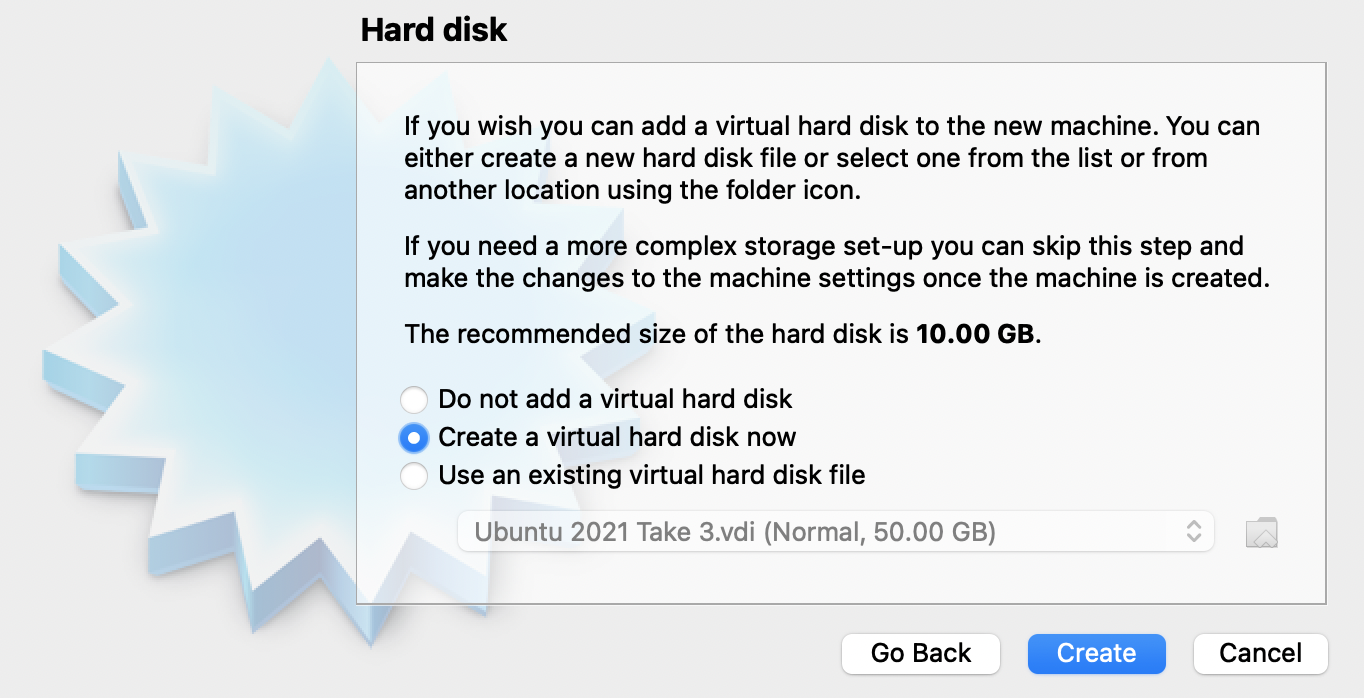 Hard disk
If you wish you can add a virtual hard disk to the new machine. You can
either create a new hard disk file or select one from the list or from
another location using the folder icon.
If you need a more complex storage set-up you can skip this step and
make the changes to the machine settings once the machine is created.
The recommended size of the hard disk is 10.00 GB.
Do not add a virtual hard disk
Create a virtual hard disk now
Use an existing virtual hard disk file
Ubuntu 2021 Take 3.vdi (Normal, 50.00 GB)
Go Back Create Cancel